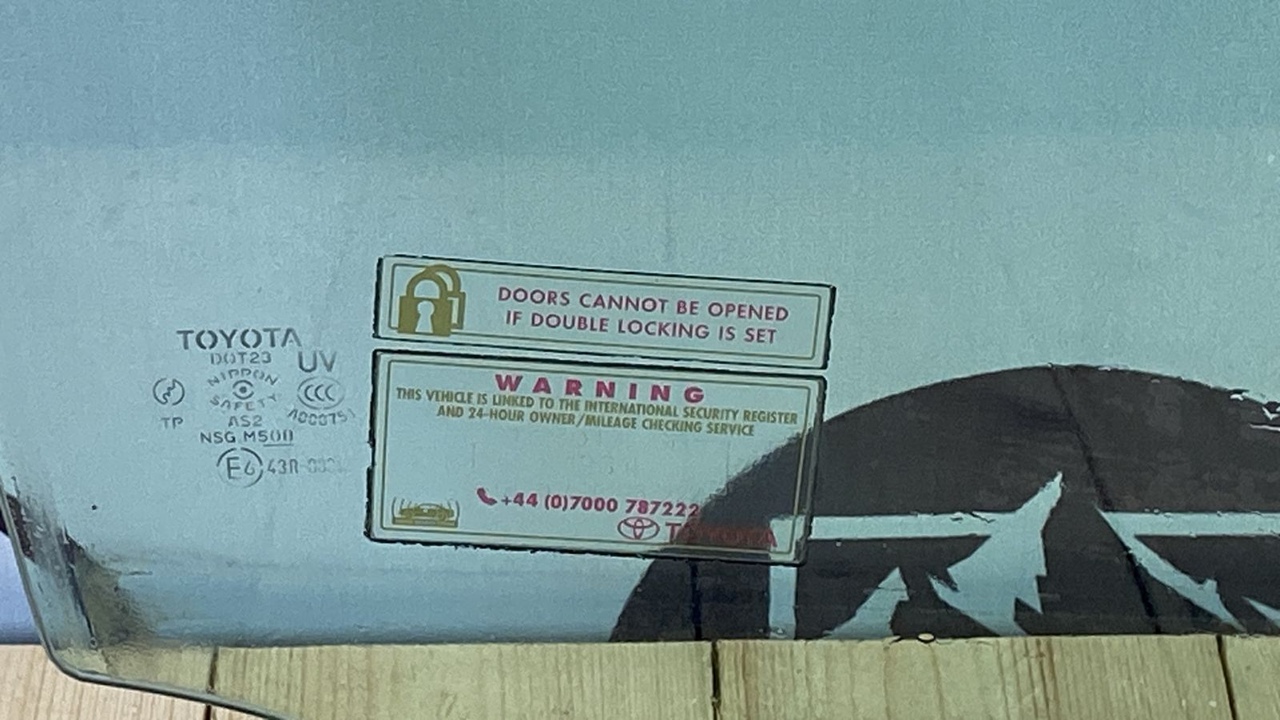 TOYOTA
DOT23
UV
NIPPON
SAFETY
CCC
TP
AS2
NSG M500
E6 43R
DOORS CANNOT BE OPENED
IF DOUBLE LOCKING IS SET
WARNING
THIS VEHICLE IS LINKED TO THE INTERNATIONAL SECURITY REGISTER
AND 24-HOUR OWNER/MILEAGE CHECKING SERVICE
+44 (0)7000 787222
TOYOTA